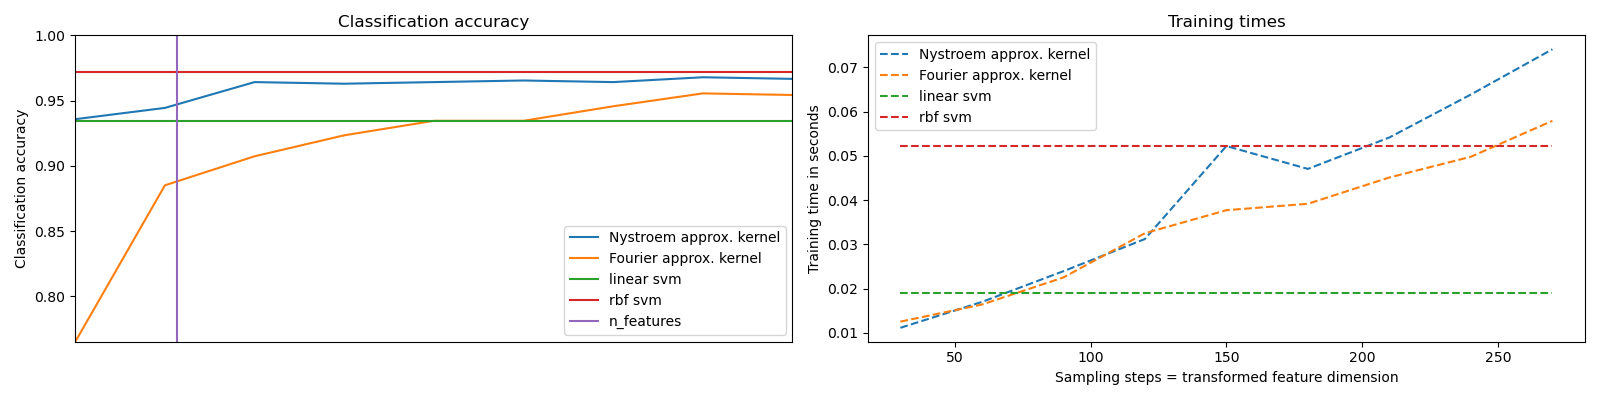 Classification accuracy
Classification accuracy
1.00
0.95
0.90
0.85
0.80
Nystroem approx. kernel
Fourier approx. kernel
linear svm
rbf svm
n_features
Training times
Training time in seconds
0.07
0.06
0.05
0.04
0.03
0.02
0.01
Nystroem approx. kernel
Fourier approx. kernel
linear svm
rbf svm
50 100 150 200 250
Sampling steps = transformed feature dimension